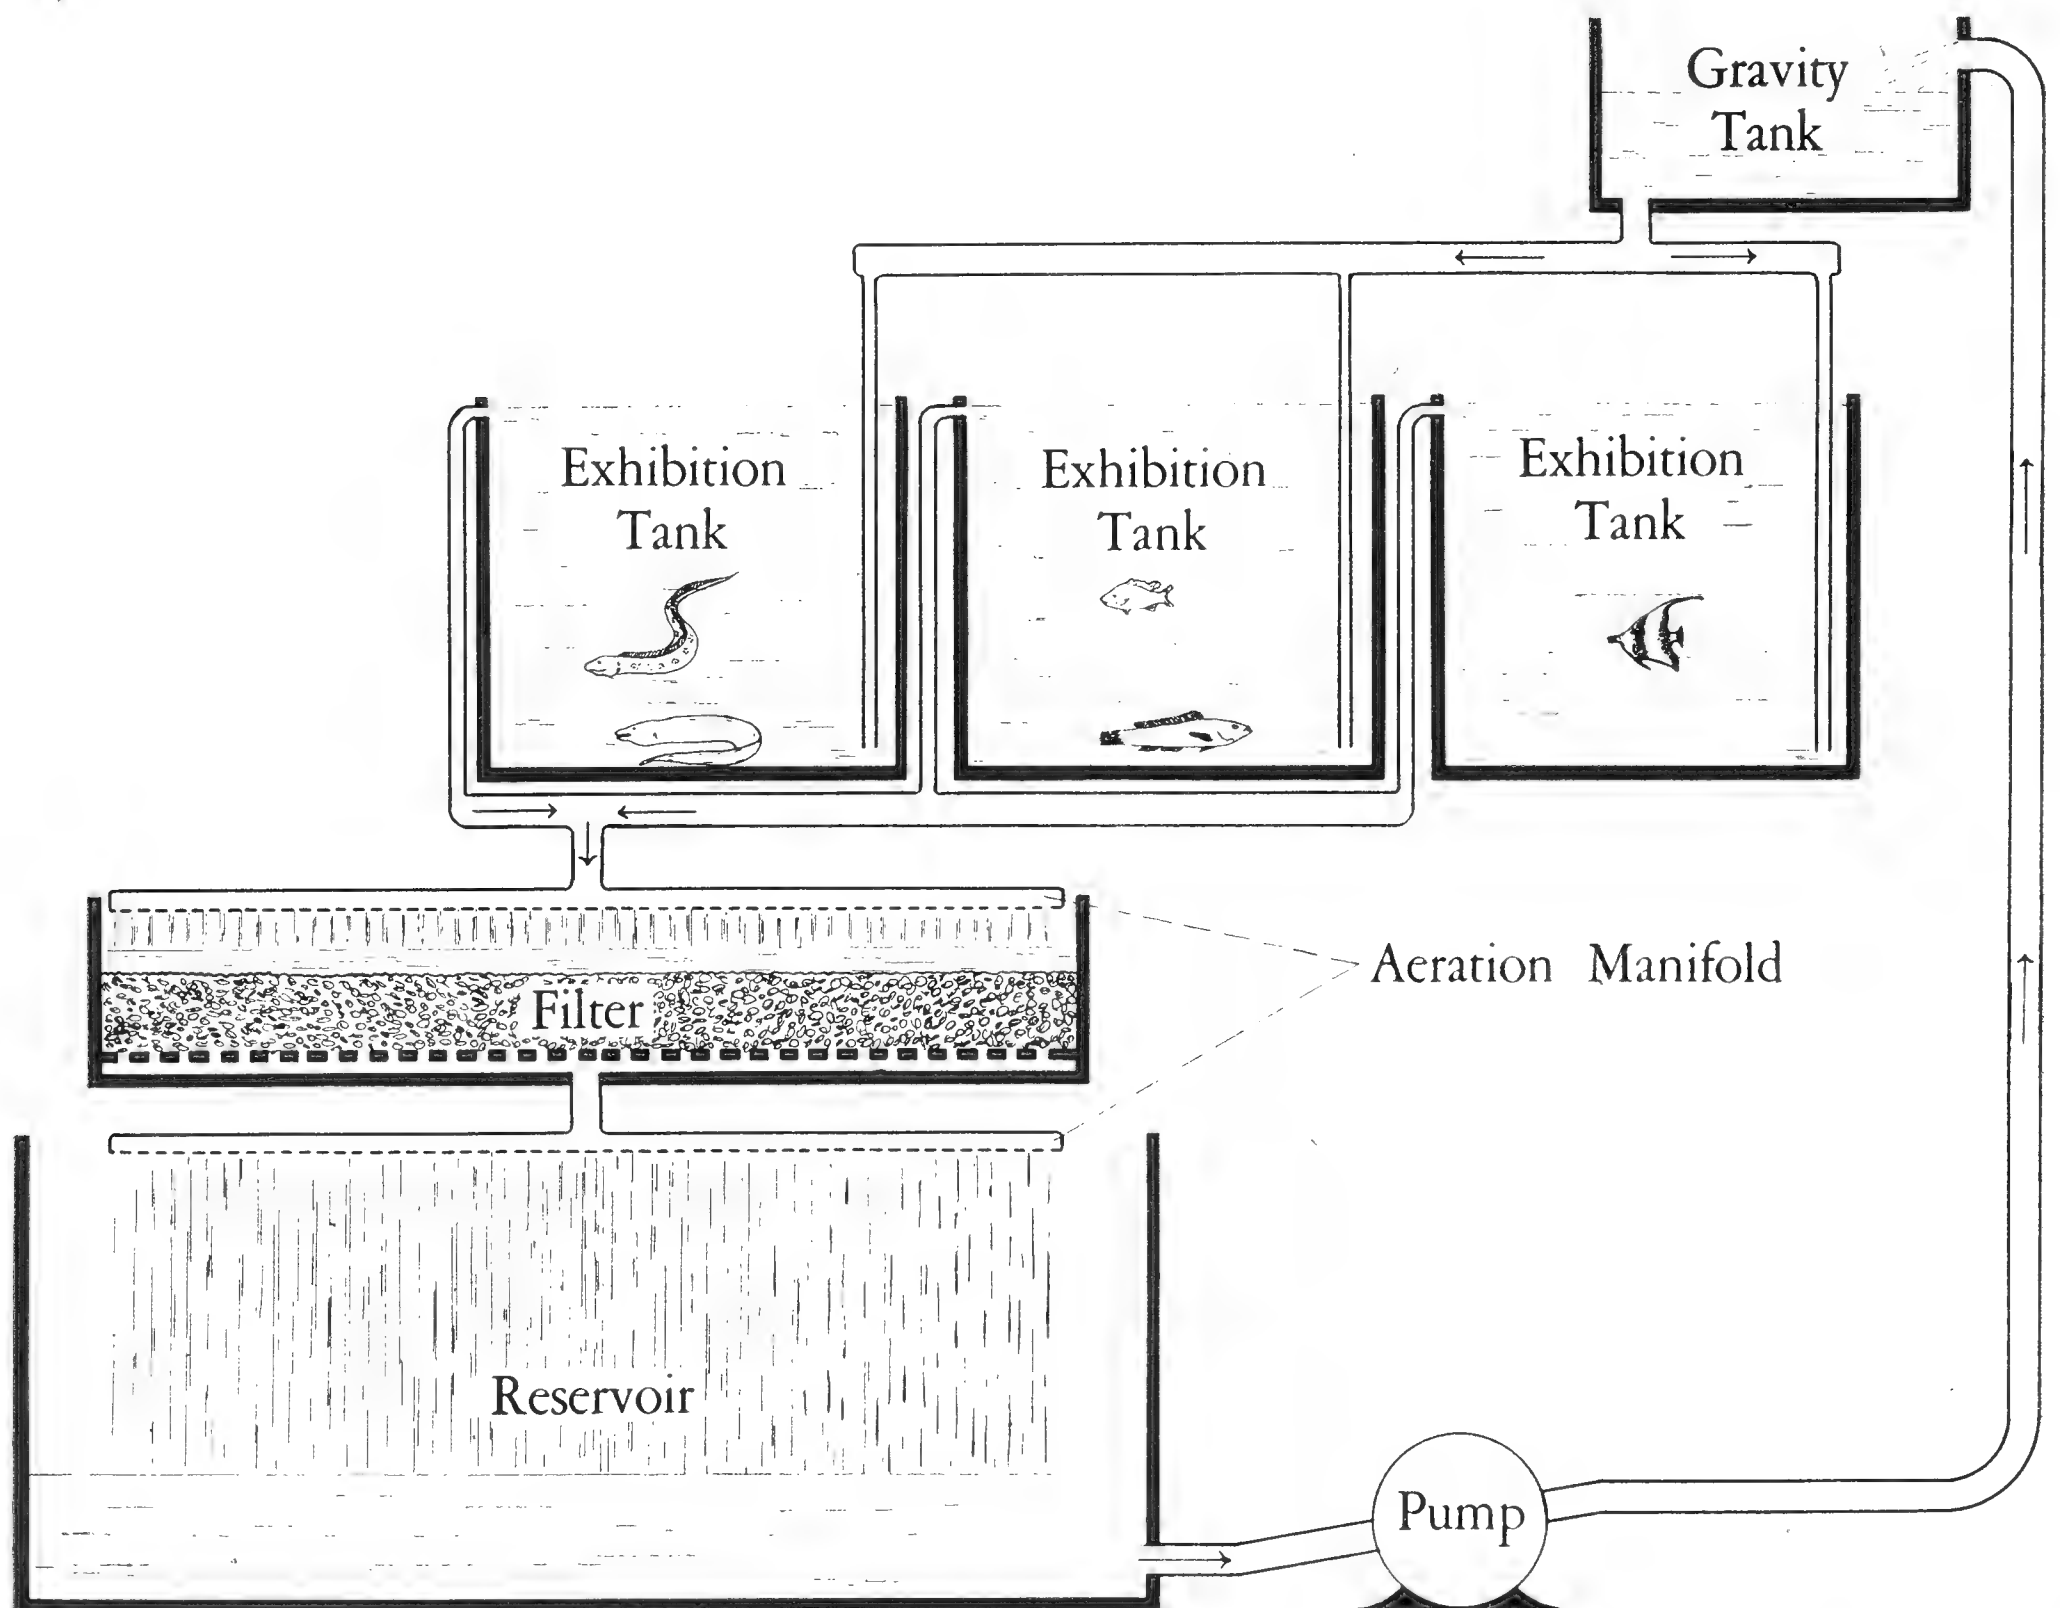 Gravity
Tank
Exhibition
Tank
Exhibition
Tank
Exhibition
Tank
Aeration Manifold
Filter
Reservoir
Pump